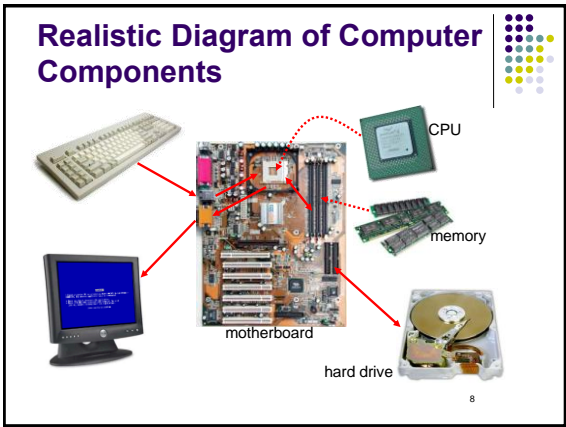 Realistic Diagram of Computer
Components
CPU
memory
motherboard
hard drive
8